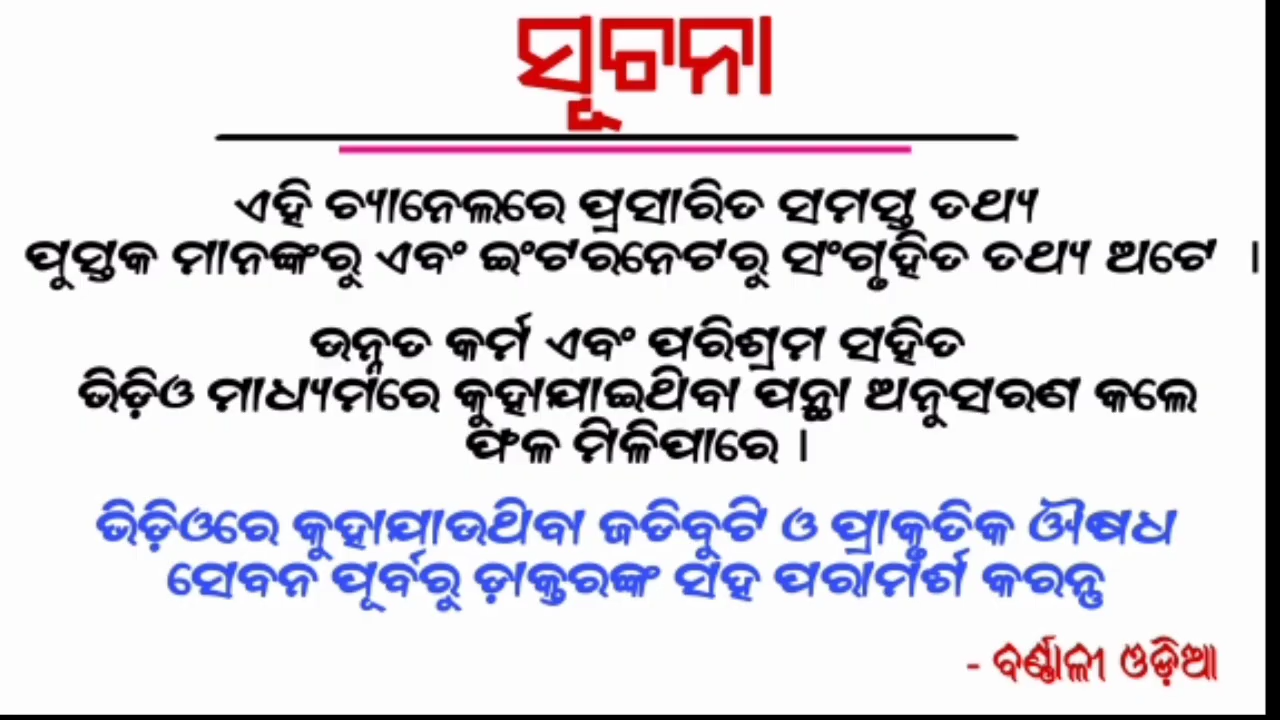 ସୂଚନା
ଏହି ଚ୍ୟାନେଲରେ ପ୍ରସାରିତ ସମସ୍ତ ତଥ୍ୟ
ପୁସ୍ତକ ମାନଙ୍କରୁ ଏବଂ ଇଂଟରନେଟରୁ ସଂଗୃହିତ ତଥ୍ୟ ଅଟେ ।
ଉନ୍ନତ କର୍ମ ଏବଂ ପରିଶ୍ରମ ସହିତ
ଭିଡ଼ିଓ ମାଧ୍ୟମରେ କୁହାଯାଇଥିବା ପନ୍ଥା ଅନୁସରଣ କଲେ
ଫଳ ମିଳିପାରେ ।
ଭିଡ଼ିଓରେ କୁହାଯାଉଥିବା ଜଡିବୁଟି ଓ ପ୍ରାକୃତିକ ଔଷଧ
ସେବନ ପୂର୍ବରୁ ଡ଼ାକ୍ତରଙ୍କ ସହ ପରାମର୍ଶ କରନ୍ତୁ
- ବର୍ଣ୍ଣାଳୀ ଓଡ଼ିଆ